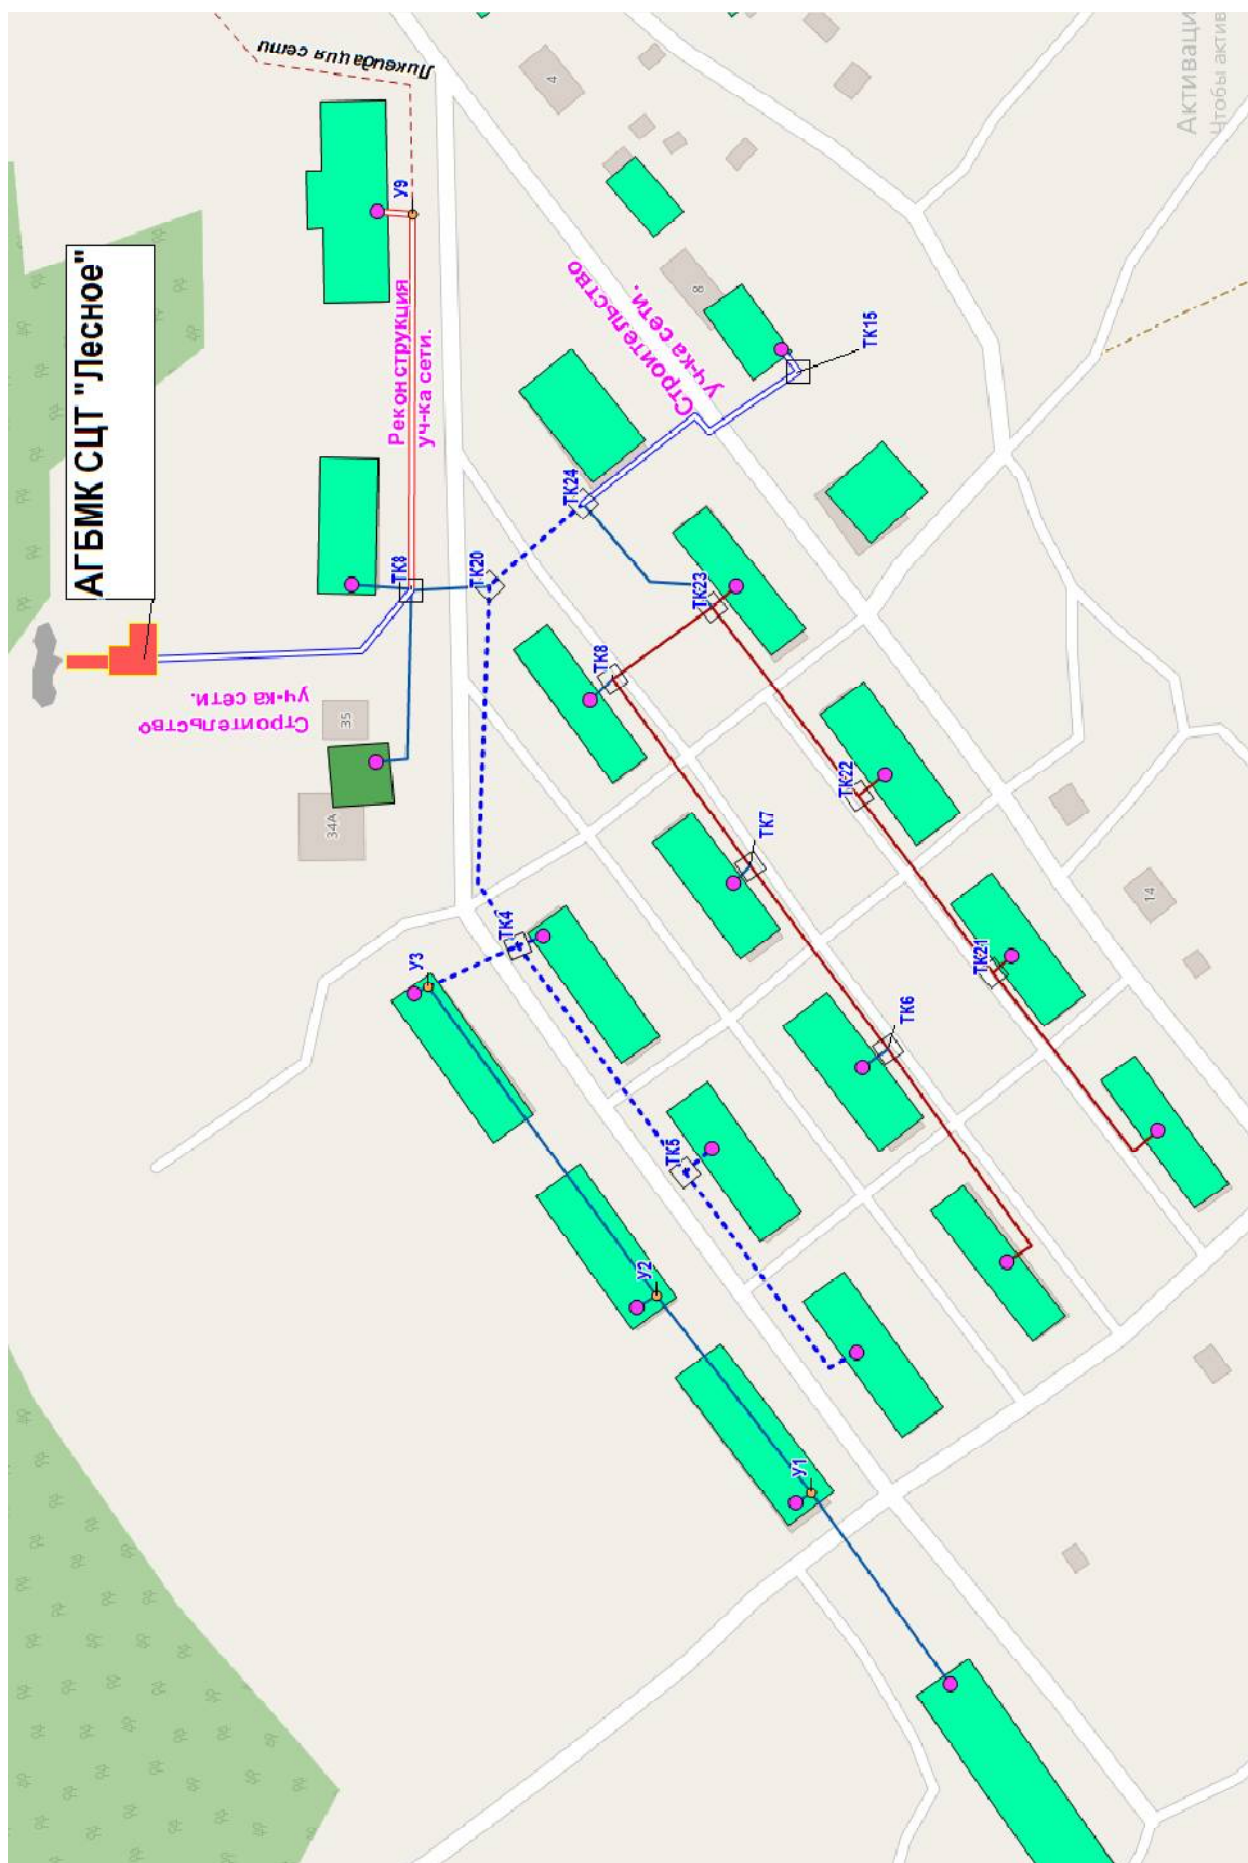 АГБМК СЦТ "Лесное"
Ликвидация сети
У9
Реконструкция
уч-ка сети.
Строительство
уч-ка сети.
Строительство
уч-ка сети.
35
34А
4
8
14
ТК8
ТК20
ТК24
ТК15
ТК23
ТК8
ТК22
ТК7
ТК21
ТК6
ТК4
У3
ТК5
У2
У1
Активаци
Чтобы актив